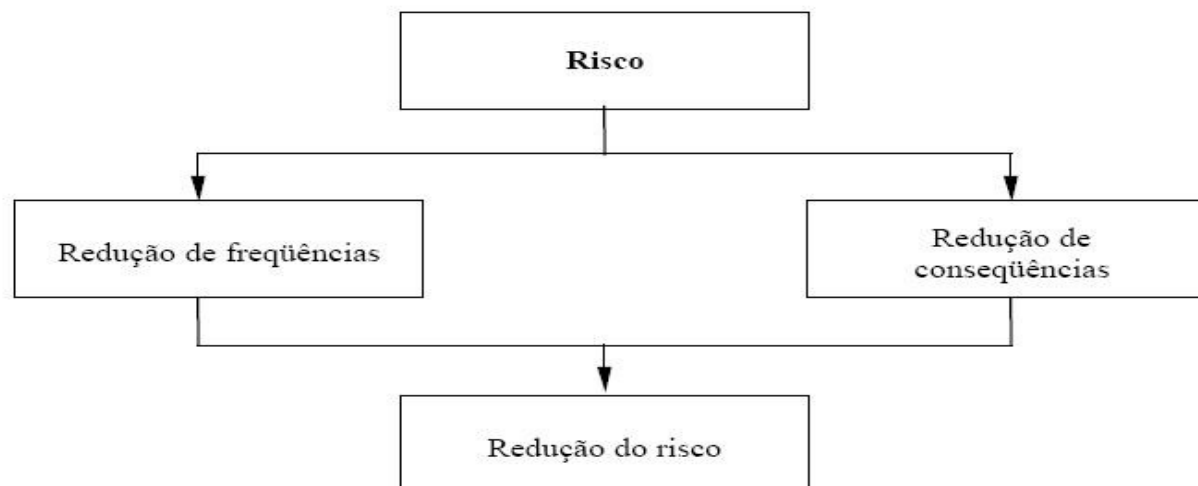 Risco
Redução de freqüências
Redução de
conseqüências
Redução do risco